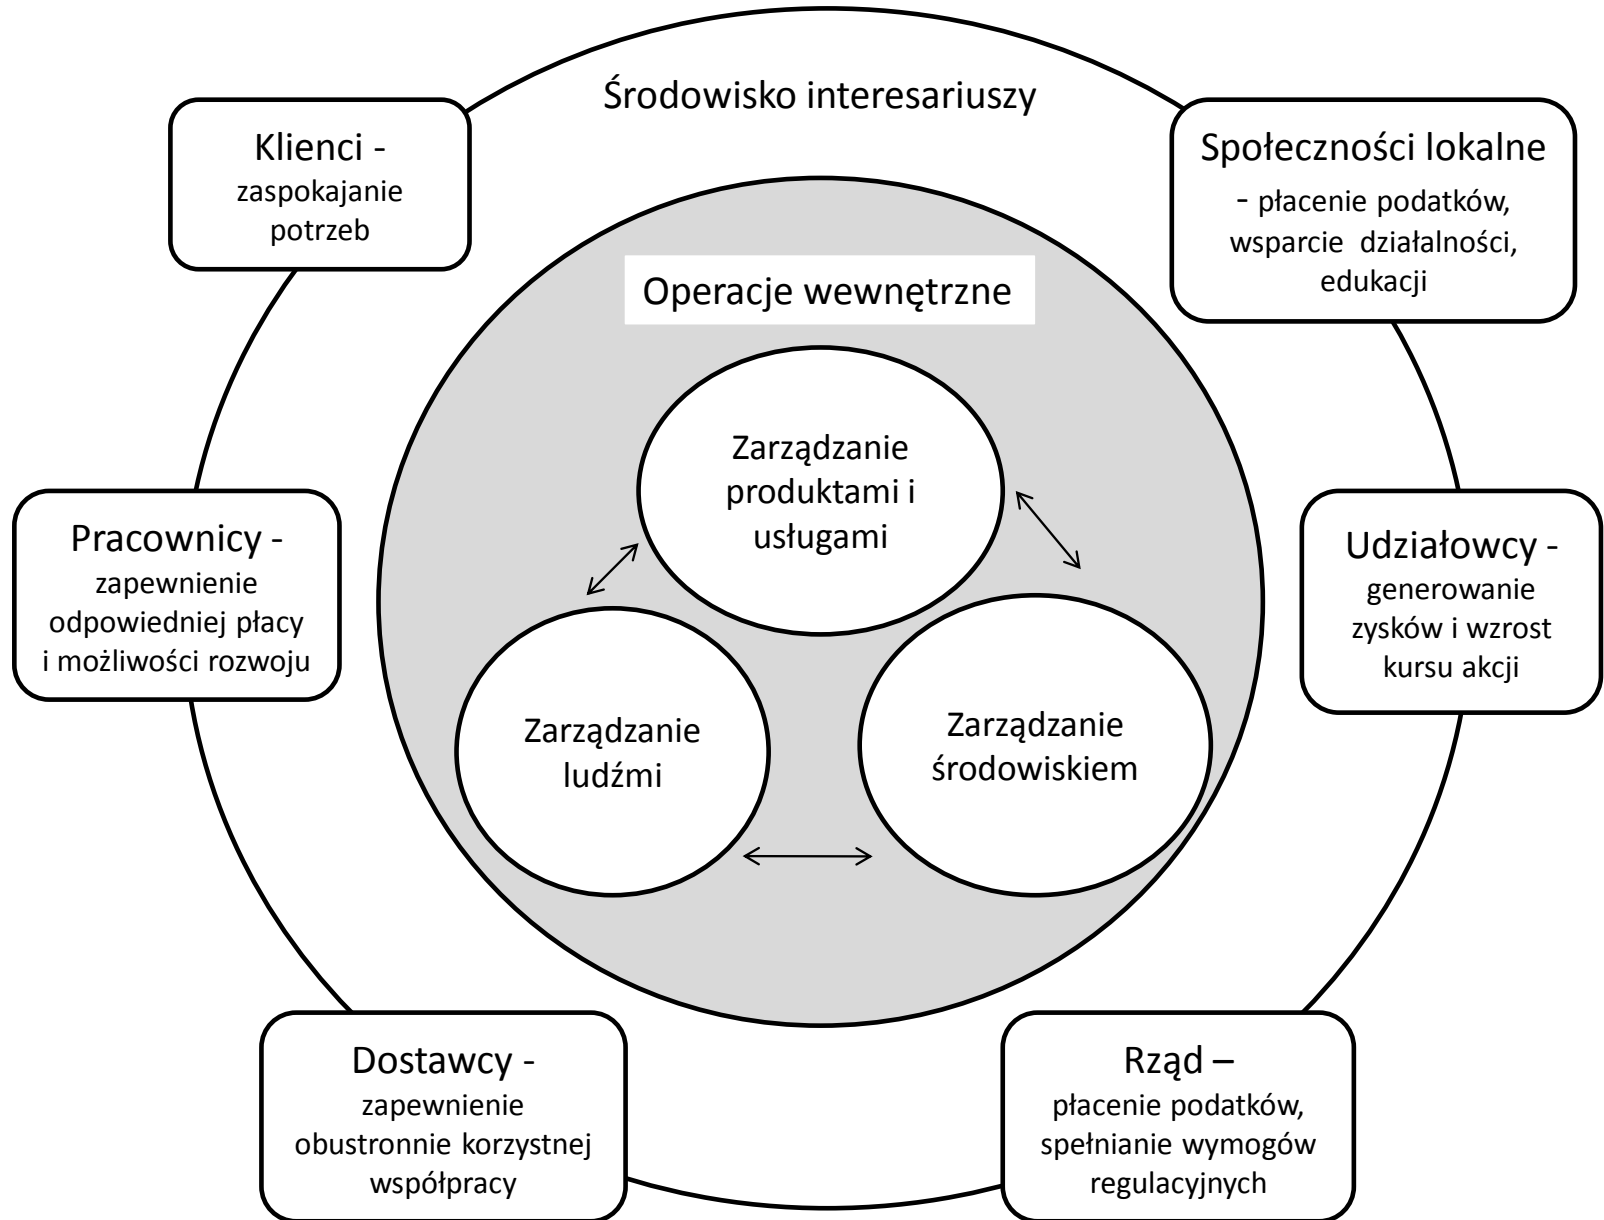 Środowisko interesariuszy
Klienci -
zaspokajanie
potrzeb
Społeczności lokalne
- płacenie podatków,
wsparcie działalności,
edukacji
Operacje wewnętrzne
Zarządzanie
produktami i
usługami
Pracownicy -
zapewnienie
odpowiedniej płacy
i możliwości rozwoju
Udziałowcy -
generowanie
zysków i wzrost
kursu akcji
Zarządzanie
ludźmi
Zarządzanie
środowiskiem
Dostawcy -
zapewnienie
obustronnie korzystnej
współpracy
Rząd –
płacenie podatków,
spełnianie wymogów
regulacyjnych